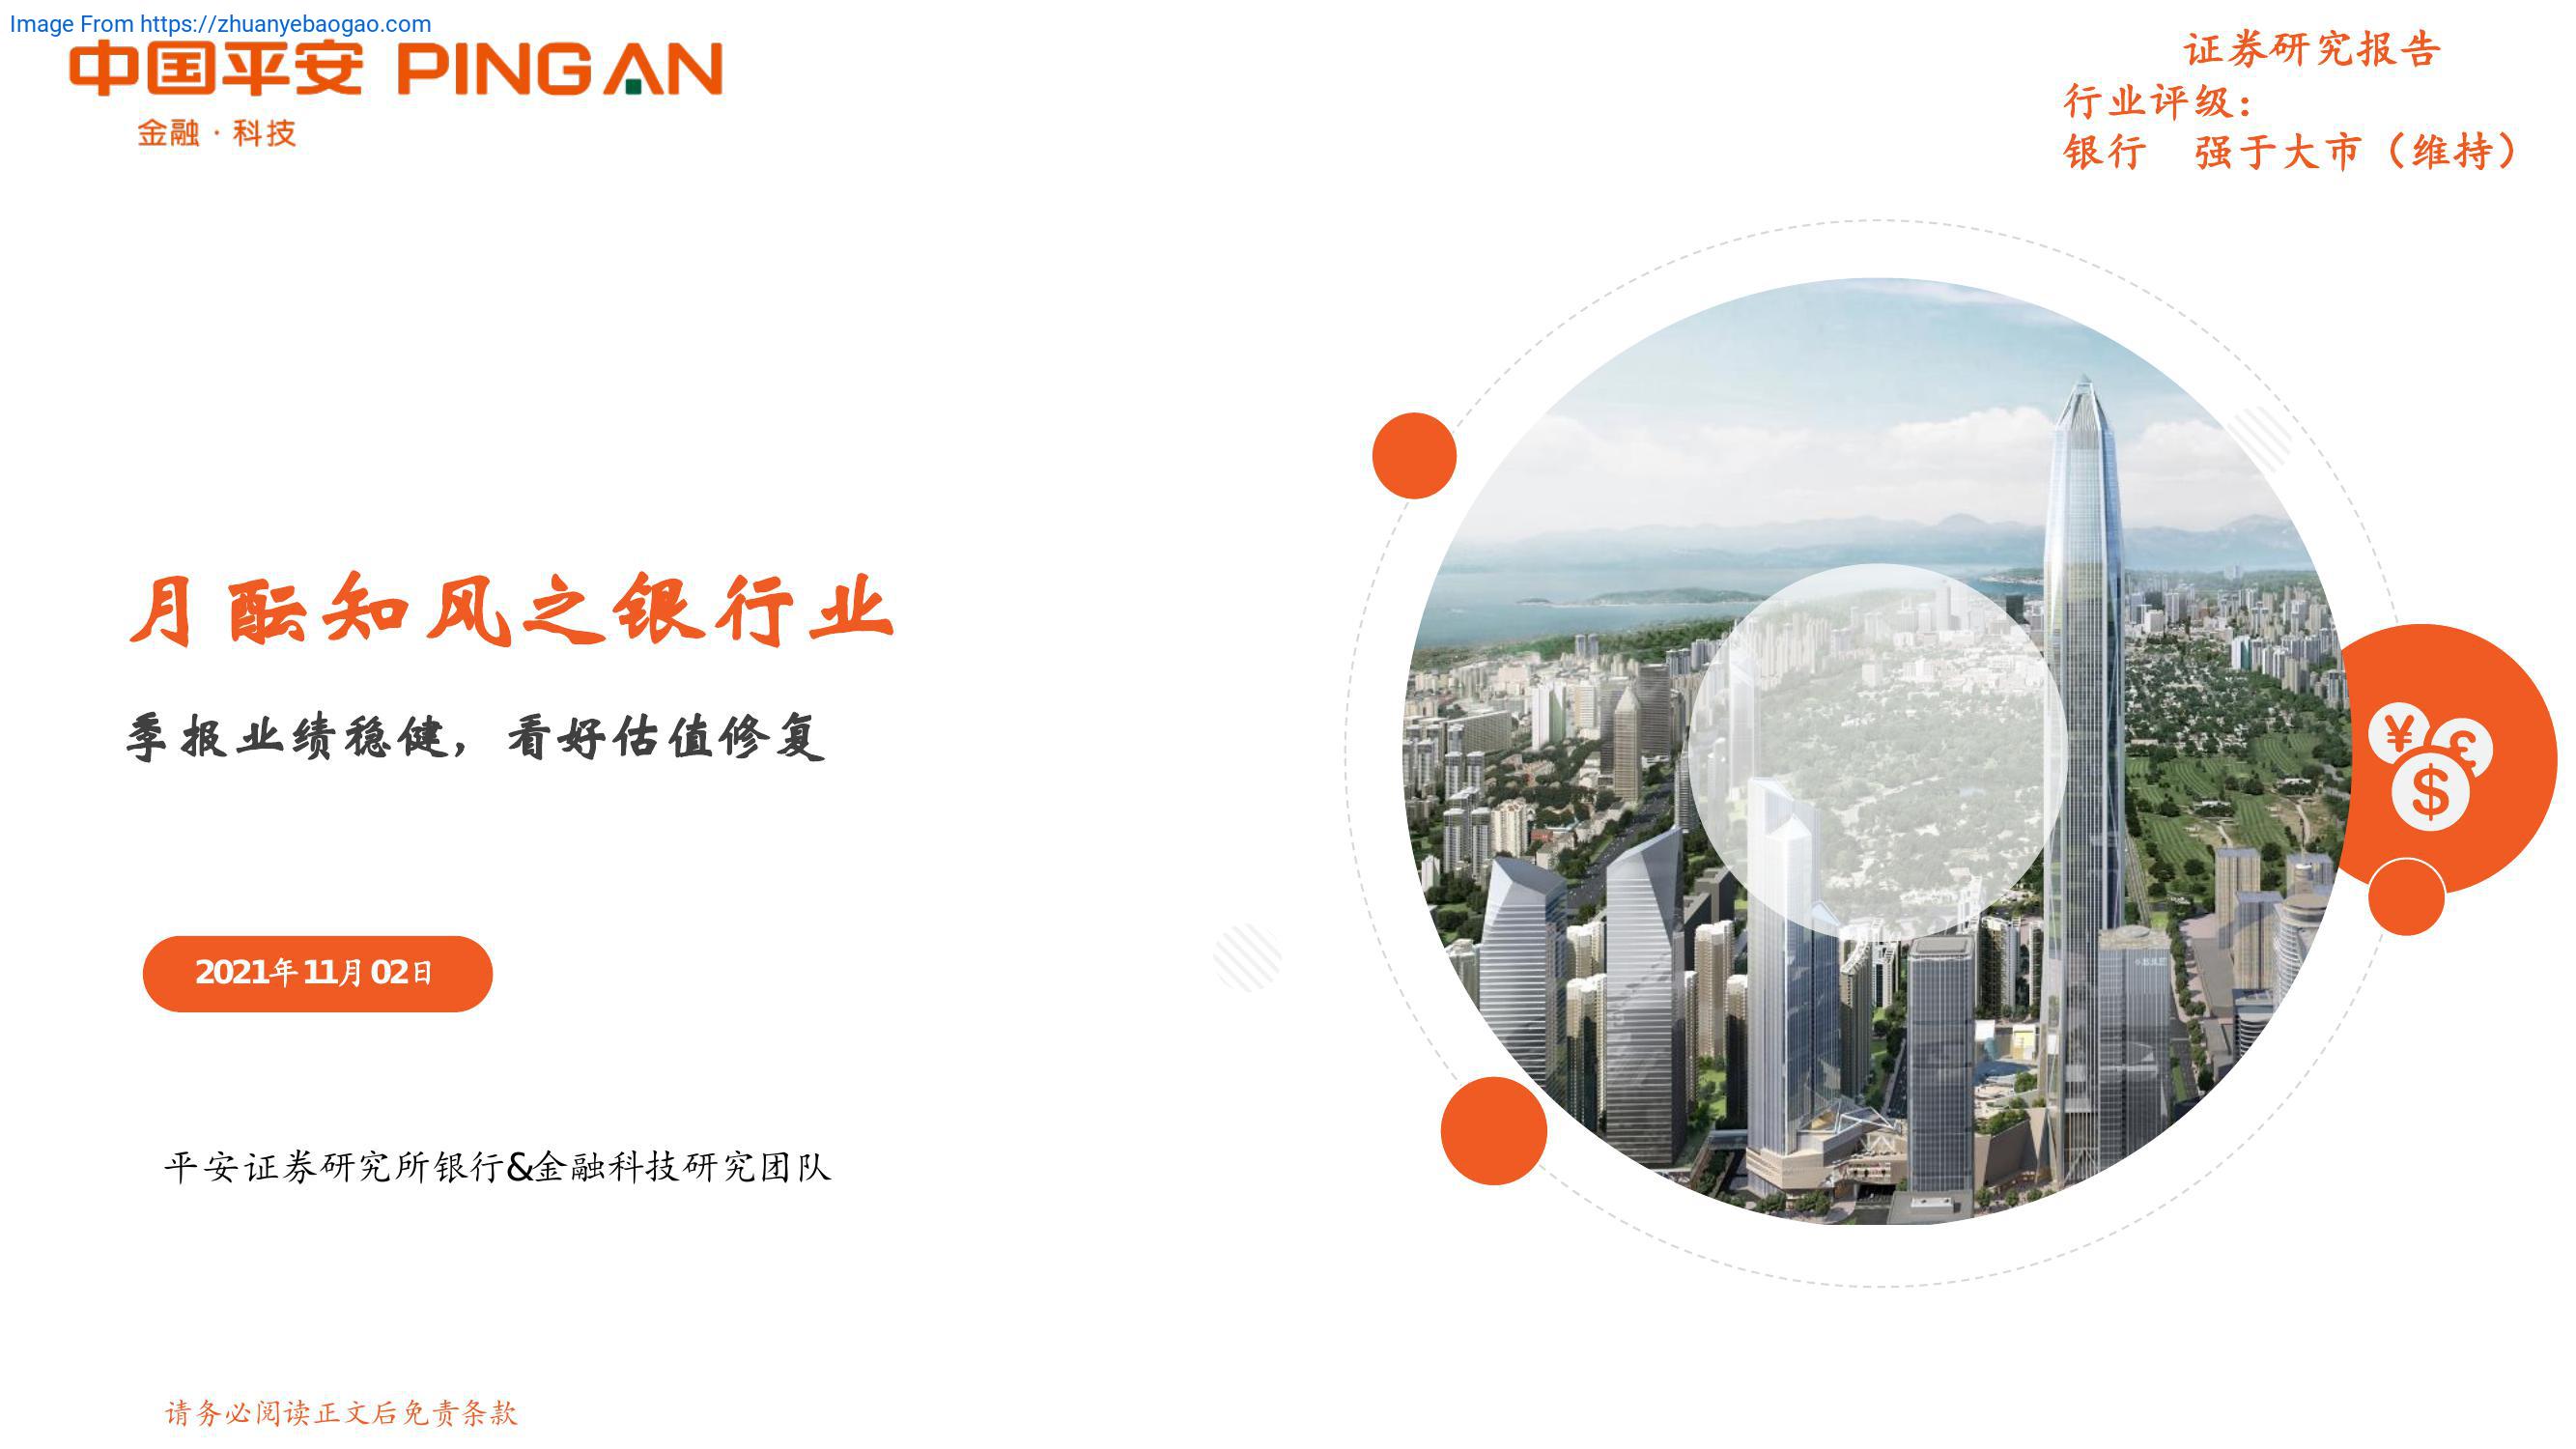 Image From https://zhuanyebaogao.com
中国平安 PING AN
金融·科技
证券研究报告
行业评级：
银行 强于大市（维持）
月酝知风之银行业
季报业绩稳健，看好估值修复
¥ £
$
2021年11月02日
平安证券研究所银行&金融科技研究团队
请务必阅读正文后免责条款